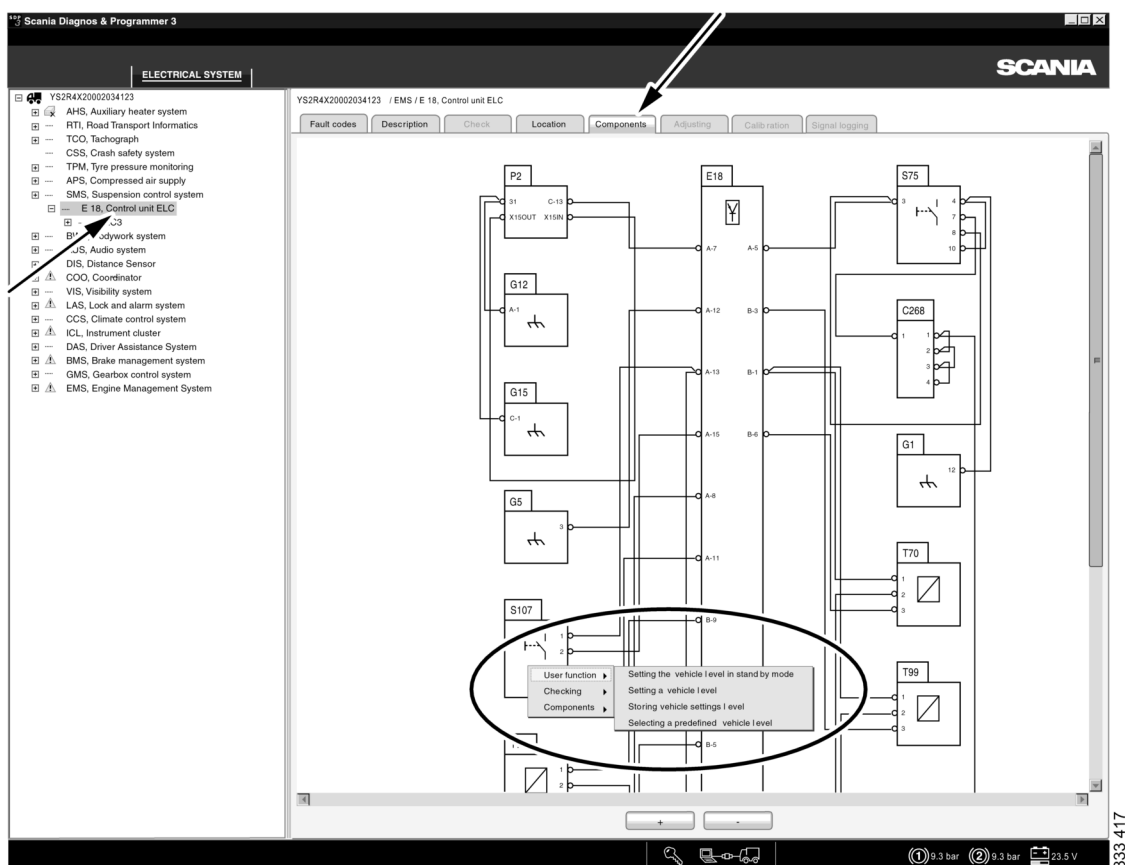 Scania Diagnos & Programmer 3
ELECTRICAL SYSTEM
SCANIA
YS2R4X20002034123
AHS, Auxiliary heater system
RTI, Road Transport Informatics
TCO, Tachograph
CSS, Crash safety system
TPM, Tyre pressure monitoring
APS, Compressed air supply
SMS, Suspension control system
E 18, Control unit ELC
C3
system
Audio system
DIS, Distance Sensor
COO, Coordinator
VIS, Visibility system
LAS, Lock and alarm system
CCS, Climate control system
ICL, Instrument cluster
DAS, Driver Assistance System
BMS, Brake management system
GMS, Gearbox control system
EMS, Engine Management System
YS2R4X20002034123 / EMS / E 18, Control unit ELC
Fault codes Description Check Location Components Adjusting Calibration Signal logging
P2
31 C-13
X15OUT X15IN
G12
A-1
G15
C-1
G5
3
S107
1
2
1
2
E18
A-7 A-5
A-12 B-3
A-13 B-1
A-15 B-6
A-8
A-11
B-9
B-5
S75
3 4
7
8
10
C268
1 1
2
3
4
G1
12
T70
1
2
3
T99
1
2
3
User function
Checking
Components
Setting the vehicle level in stand by mode
Setting a vehicle level
Storing vehicle settings level
Selecting a predefined vehicle level
+ -
1 9.3 bar 2 9.3 bar 23.5 V
333 417